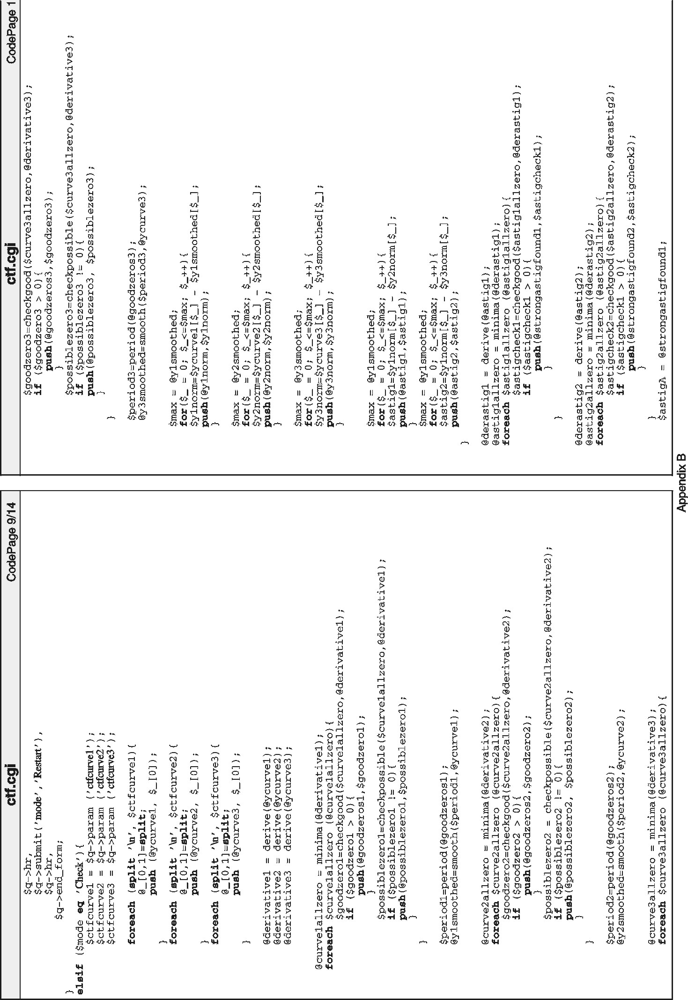 ctf.cgi
CodePage 9/14
$q->hr,
$q->submit('mode','Restart'),
$q->hr,
$q->end_form;
}
elsif ($mode eq 'Check'){
$ctfcurve1 = $q->param ('ctfcurve1');
$ctfcurve2 = $q->param ('ctfcurve2');
$ctfcurve3 = $q->param ('ctfcurve3');
foreach (split '\n', $ctfcurve1){
@_[0,1]=split;
push (@ycurve1, $_[0]);
}
foreach (split '\n', $ctfcurve2){
@_[0,1]=split;
push (@ycurve2, $_[0]);
}
foreach (split '\n', $ctfcurve3){
@_[0,1]=split;
push (@ycurve3, $_[0]);
}
@derivative1 = derive(@ycurve1);
@derivative2 = derive(@ycurve2);
@derivative3 = derive(@ycurve3);
@curve1allzero = minima(@derivative1);
foreach $curve1allzero (@curve1allzero){
$goodzero1=checkgood($curve1allzero,@derivative1);
if ($goodzero1 > 0){
push(@goodzeros1,$goodzero1);
}
$possiblezero1=checkpossible($curve1allzero,@derivative1);
if ($possiblezero1 != 0){
push(@possiblezero1,$possiblezero1);
}
}
$period1=period(@goodzeros1);
@y1smoothed=smooth($period1,@ycurve1);
@curve2allzero = minima(@derivative2);
foreach $curve2allzero (@curve2allzero){
$goodzero2=checkgood($curve2allzero,@derivative2);
if ($goodzero2 > 0){
push(@goodzeros2,$goodzero2);
}
$possiblezero2 = checkpossible($curve2allzero,@derivative2);
if ($possiblezero2 != 0){
push(@possiblezero2, $possiblezero2);
}
}
$period2=period(@goodzeros2);
@y2smoothed=smooth($period2,@ycurve2);
@curve3allzero = minima(@derivative3);
foreach $curve3allzero (@curve3allzero){
ctf.cgi
CodePage 1
$goodzero3=checkgood($curve3allzero,@derivative3);
if ($goodzero3 > 0){
push(@goodzeros3,$goodzero3);
}
$possiblezero3=checkpossible($curve3allzero,@derivative3);
if ($possiblezero3 != 0){
push(@possiblezero3, $possiblezero3);
}
}
$period3=period(@goodzeros3);
@y3smoothed=smooth($period3,@ycurve3);
$max = @y1smoothed;
for($_ = 0; $_<=$max; $_++){
$y1norm=$ycurve1[$_] - $y1smoothed[$_];
push(@y1norm,$y1norm);
}
$max = @y2smoothed;
for($_ = 0; $_<=$max; $_++){
$y2norm=$ycurve2[$_] - $y2smoothed[$_];
push(@y2norm,$y2norm);
}
$max = @y3smoothed;
for($_ = 0; $_<=$max; $_++){
$y3norm=$ycurve3[$_] - $y3smoothed[$_];
push(@y3norm,$y3norm);
}
$max = @y1smoothed;
for($_ = 0; $_<=$max; $_++){
$astig1=$y1norm[$_] - $y2norm[$_];
push(@astig1,$astig1);
}
$max = @y1smoothed;
for($_ = 0; $_<=$max; $_++){
$astig2=$y1norm[$_] - $y3norm[$_];
push(@astig2,$astig2);
}
@derastig1 = derive(@astig1);
@astig1allzero = minima(@derastig1);
foreach $astig1allzero (@astig1allzero){
$astigcheck1=checkgood($astig1allzero,@derastig1);
if ($astigcheck1 > 0){
push(@strongastigfound1,$astigcheck1);
}
}
@derastig2 = derive(@astig2);
@astig2allzero = minima(@derastig2);
foreach $astig2allzero (@astig2allzero){
$astigcheck2=checkgood($astig2allzero,@derastig2);
if ($astigcheck1 > 0){
push(@strongastigfound2,$astigcheck2);
}
}
$astigA = @strongastigfound1;
Appendix B